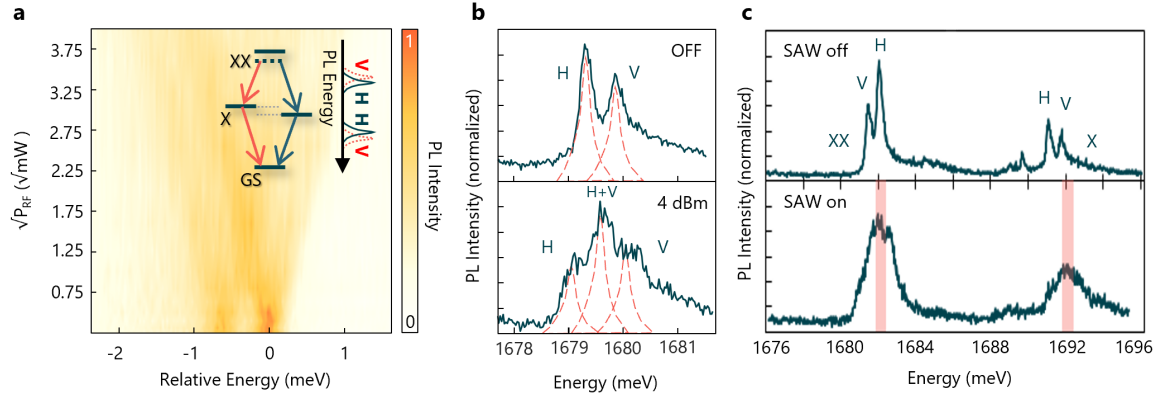 a
3.75
3.25
2.75
2.25
1.75
1.25
0.75
√P_RF (√mW)
-2
-1
0
1
Relative Energy (meV)
XX
X
GS
PL Energy
V
H
H
V
1
0
PL Intensity
b
OFF
H
V
4 dBm
H+V
H
V
PL Intensity (normalized)
1678
1679
1680
1681
Energy (meV)
c
SAW off
H
V
XX
H
V
X
SAW on
PL Intensity (normalized)
1676
1680
1684
1688
1692
1696
Energy (meV)